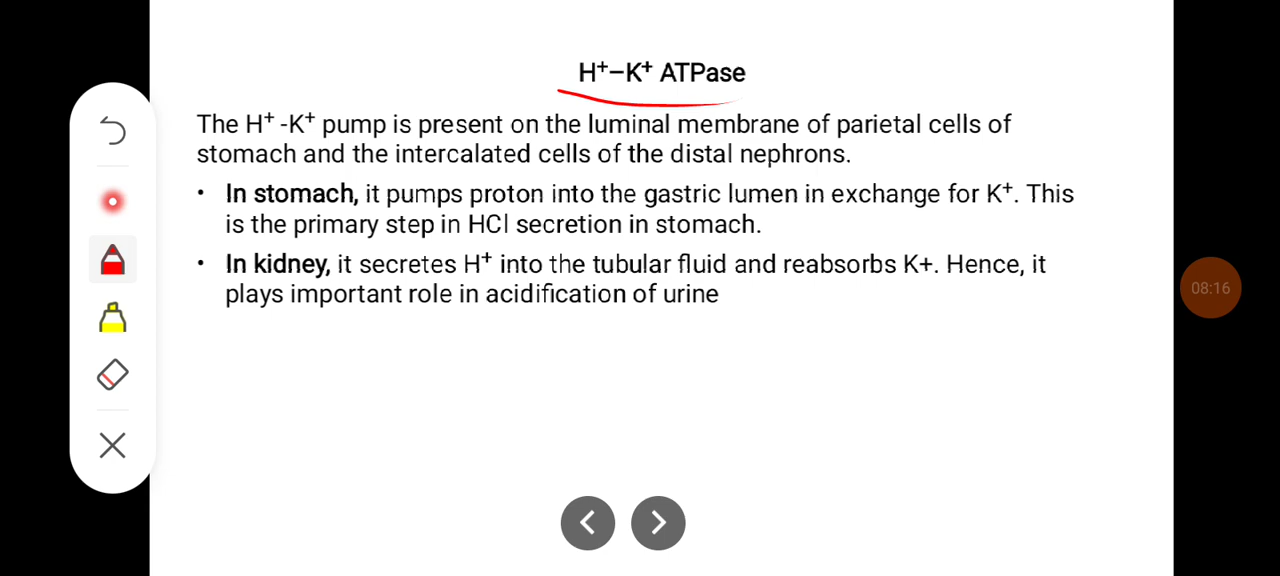 H⁺–K⁺ ATPase
The H⁺ -K⁺ pump is present on the luminal membrane of parietal cells of
stomach and the intercalated cells of the distal nephrons.
• In stomach, it pumps proton into the gastric lumen in exchange for K⁺. This
is the primary step in HCl secretion in stomach.
• In kidney, it secretes H⁺ into the tubular fluid and reabsorbs K+. Hence, it
plays important role in acidification of urine
08:16